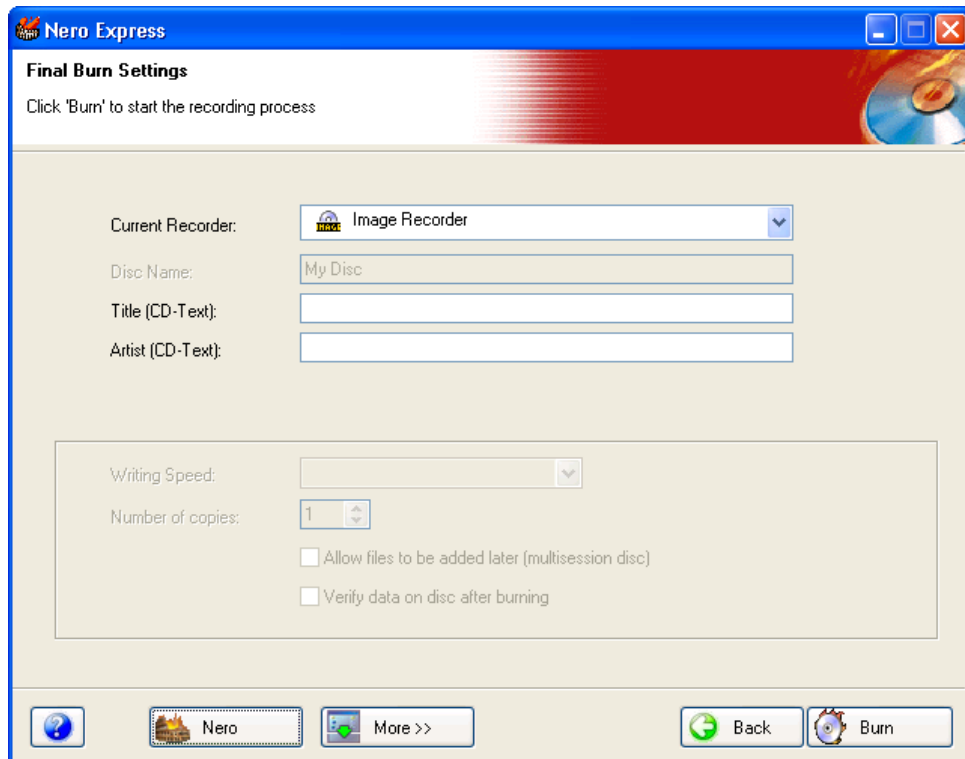 Nero Express
Final Burn Settings
Click 'Burn' to start the recording process
Current Recorder: Image Recorder
Disc Name: My Disc
Title (CD-Text):
Artist (CD-Text):
Writing Speed:
Number of copies: 1
Allow files to be added later (multisession disc)
Verify data on disc after burning
? Nero More >> Back Burn